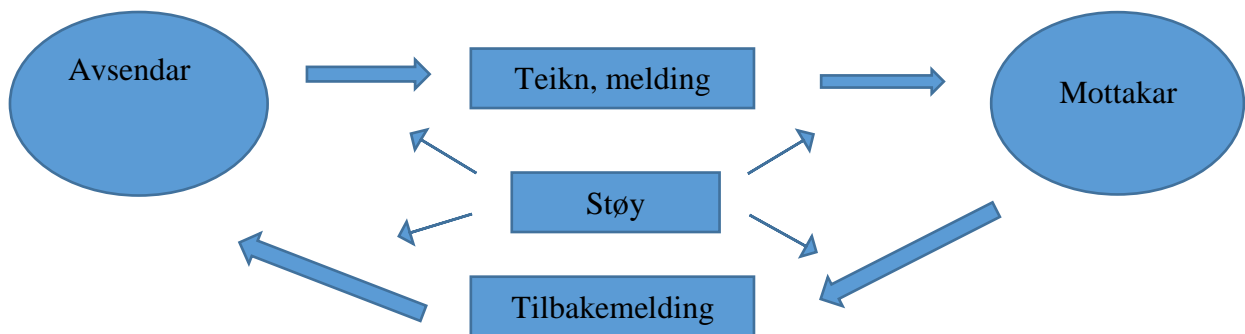 Avsendar
Teikn, melding
Mottakar
Støy
Tilbakemelding